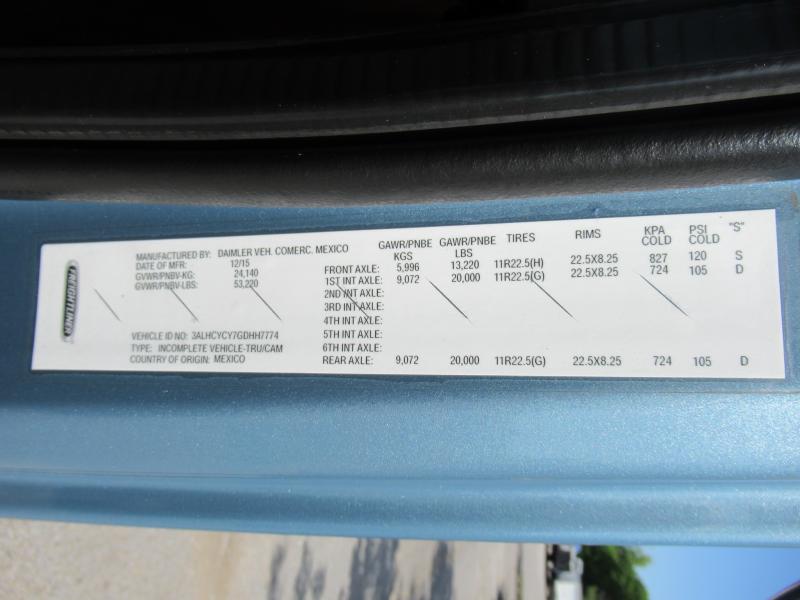 FREIGHTLINER
MANUFACTURED BY: DAIMLER VEH. COMERC. MEXICO
DATE OF MFR: 12/15
GVWR/PNBV-KG: 24,140
GVWR/PNBV-LBS: 53,220
VEHICLE ID NO: 3ALHCYCY7GDHH7774
TYPE: INCOMPLETE VEHICLE-TRU/CAM
COUNTRY OF ORIGIN: MEXICO
GAWR/PNBE GAWR/PNBE TIRES RIMS KPA PSI "S"
KGS LBS COLD COLD
FRONT AXLE: 5,996 13,220 11R22.5(H) 22.5X8.25 827 120 S
1ST INT AXLE: 9,072 20,000 11R22.5(G) 22.5X8.25 724 105 D
2ND INT AXLE:
3RD INT AXLE:
4TH INT AXLE:
5TH INT AXLE:
6TH INT AXLE:
REAR AXLE: 9,072 20,000 11R22.5(G) 22.5X8.25 724 105 D